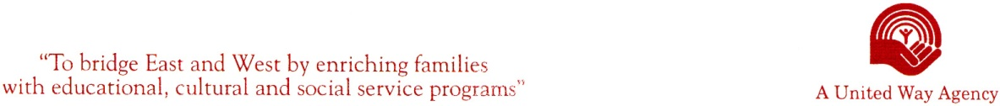 “To bridge East and West by enriching families
with educational, cultural and social service programs”
A United Way Agency